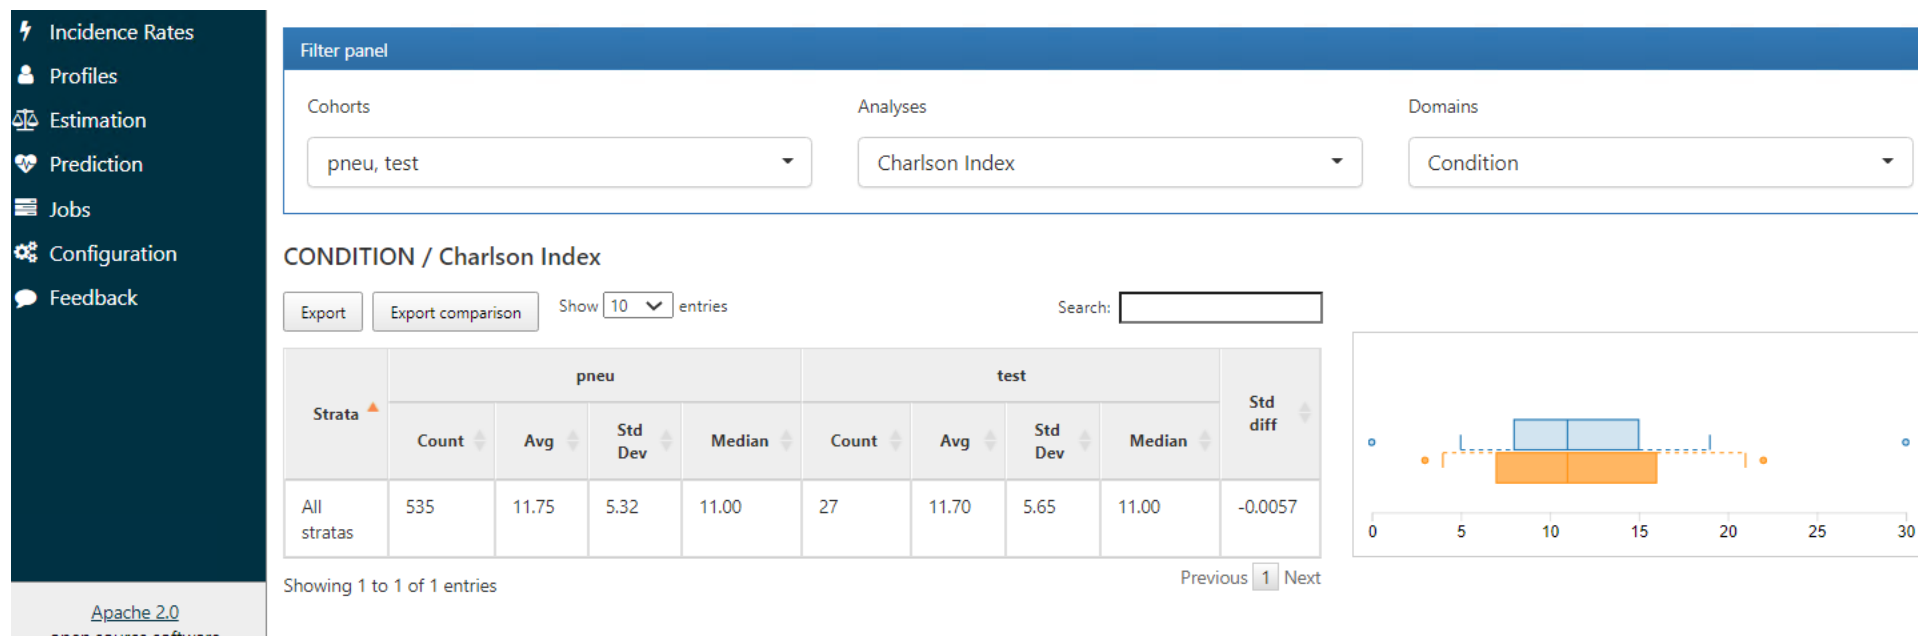 Incidence Rates
Profiles
Estimation
Prediction
Jobs
Configuration
Feedback
Apache 2.0
open source software
Filter panel
Cohorts Analyses Domains
pneu, test Charlson Index Condition
CONDITION / Charlson Index
Export Export comparison Show 10 entries Search:
Strata pneu test Std diff
Count Avg Std Dev Median Count Avg Std Dev Median
All stratas 535 11.75 5.32 11.00 27 11.70 5.65 11.00 -0.0057
Showing 1 to 1 of 1 entries Previous 1 Next
0 5 10 15 20 25 30